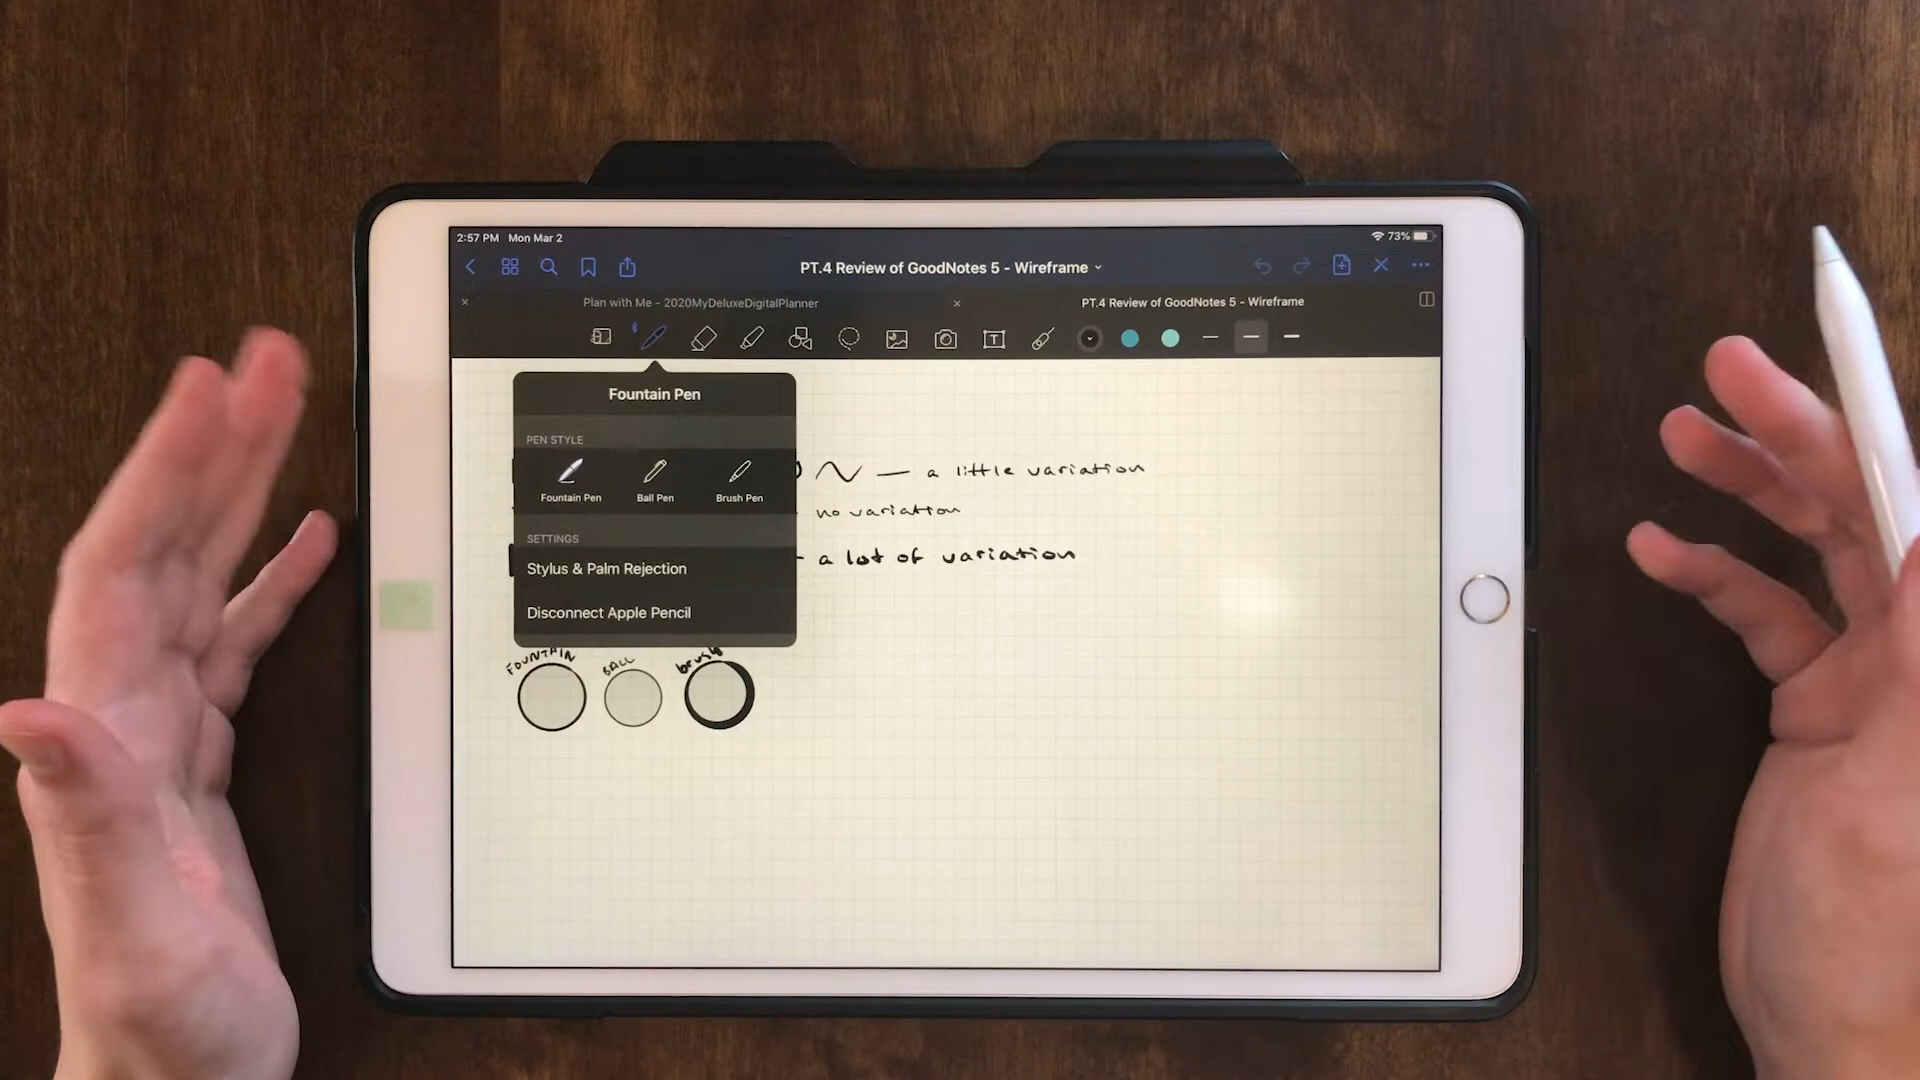 2:57 PM Mon Mar 2
73%
PT.4 Review of GoodNotes 5 - Wireframe
Plan with Me - 2020MyDeluxeDigitalPlanner
PT.4 Review of GoodNotes 5 - Wireframe
T
Fountain Pen
PEN STYLE
Fountain Pen Ball Pen Brush Pen
SETTINGS
Stylus & Palm Rejection
Disconnect Apple Pencil
a little variation
no variation
a lot of variation
FOUNTAIN BALL brush